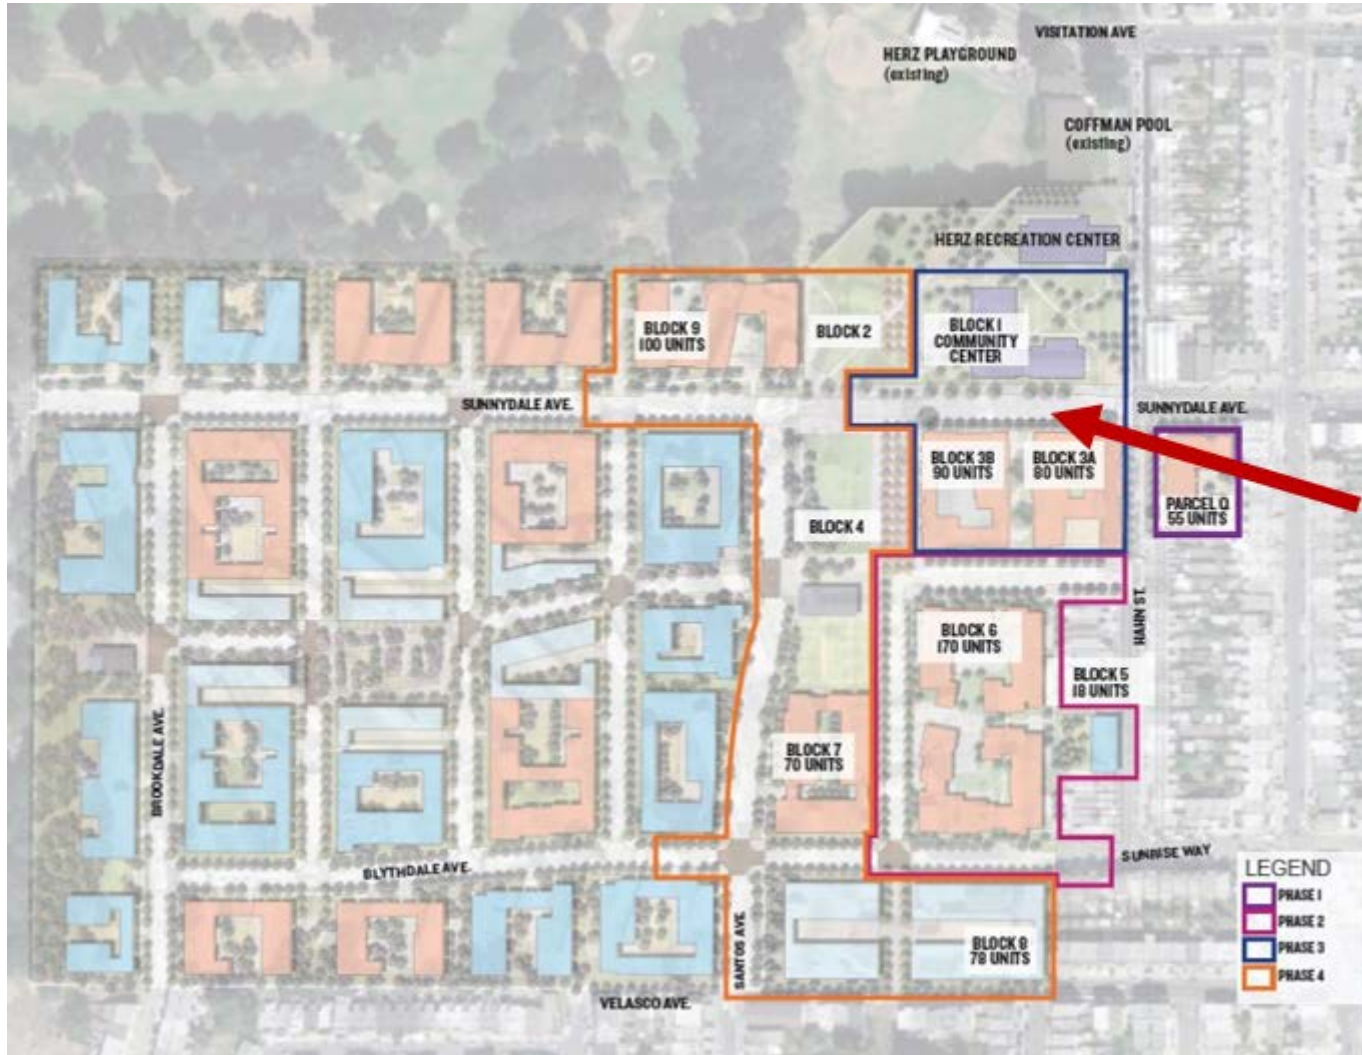 VISITATION AVE
HERZ PLAYGROUND
(existing)
COFFMAN POOL
(existing)
HERZ RECREATION CENTER
BLOCK 9
100 UNITS
BLOCK 2
BLOCK 1
COMMUNITY
CENTER
SUNNYDALE AVE.
SUNNYDALE AVE.
BLOCK 3B
90 UNITS
BLOCK 3A
80 UNITS
PARCEL Q
55 UNITS
BLOCK 4
HAHN ST.
BLOCK 6
170 UNITS
BLOCK 5
18 UNITS
BROOKDALE AVE.
BLOCK 7
70 UNITS
BLYTHDALE AVE.
SUNRISE WAY
SANTOS AVE.
BLOCK 8
78 UNITS
VELASCO AVE.
LEGEND
PHASE 1
PHASE 2
PHASE 3
PHASE 4